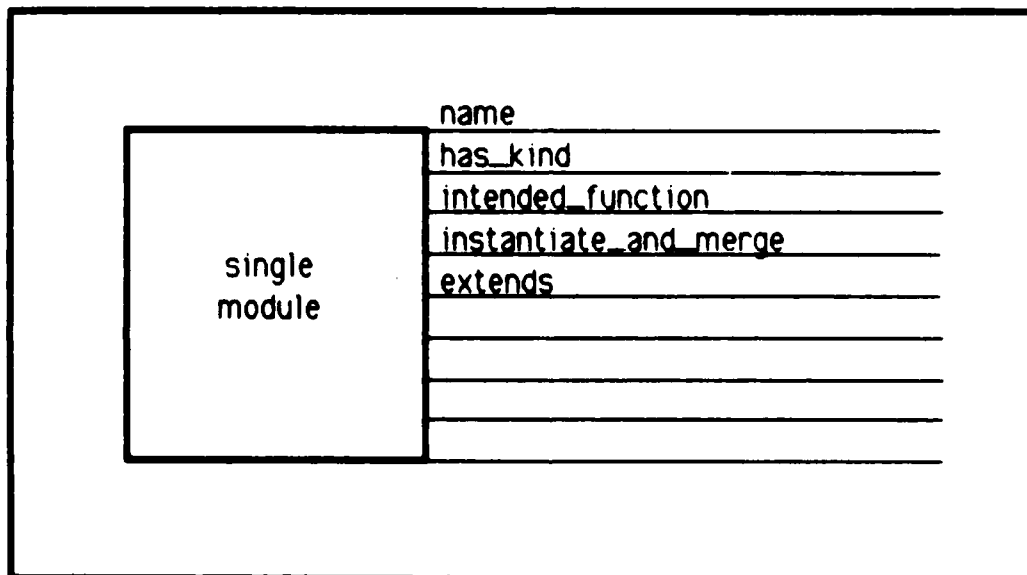 name
has_kind
intended_function
instantiate_and_merge
extends
single
module